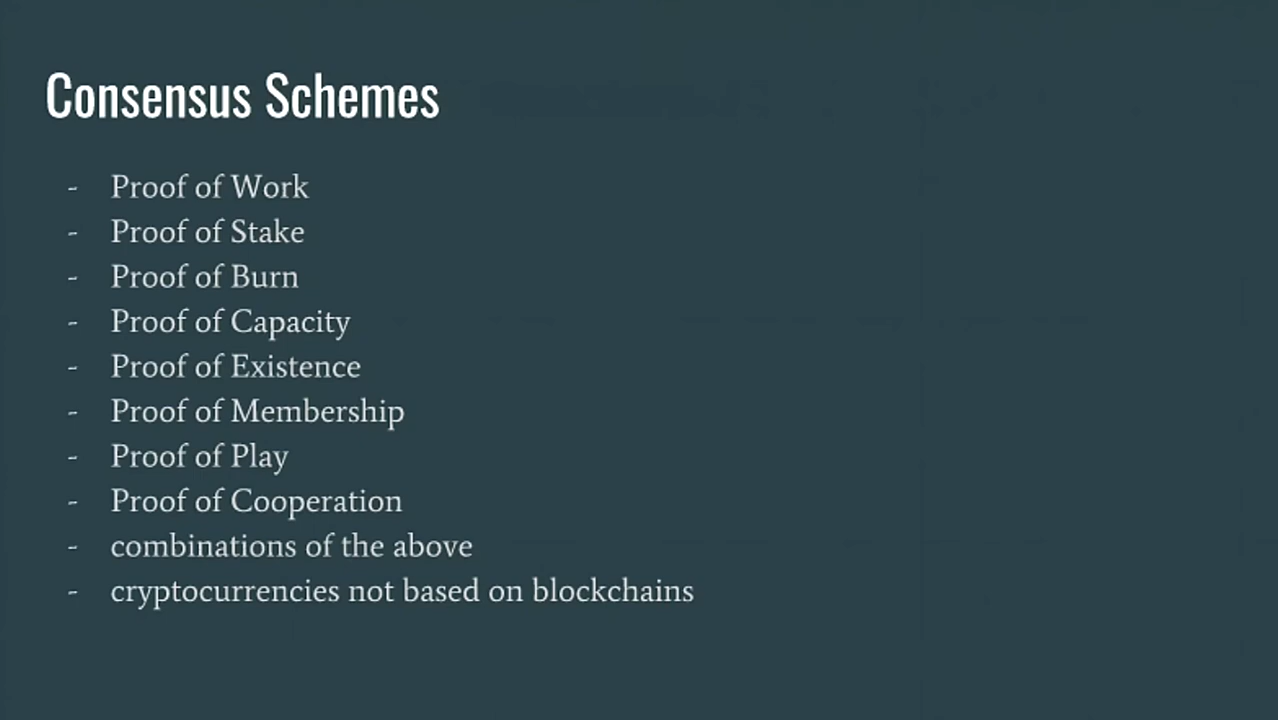 Consensus Schemes
- Proof of Work
- Proof of Stake
- Proof of Burn
- Proof of Capacity
- Proof of Existence
- Proof of Membership
- Proof of Play
- Proof of Cooperation
- combinations of the above
- cryptocurrencies not based on blockchains